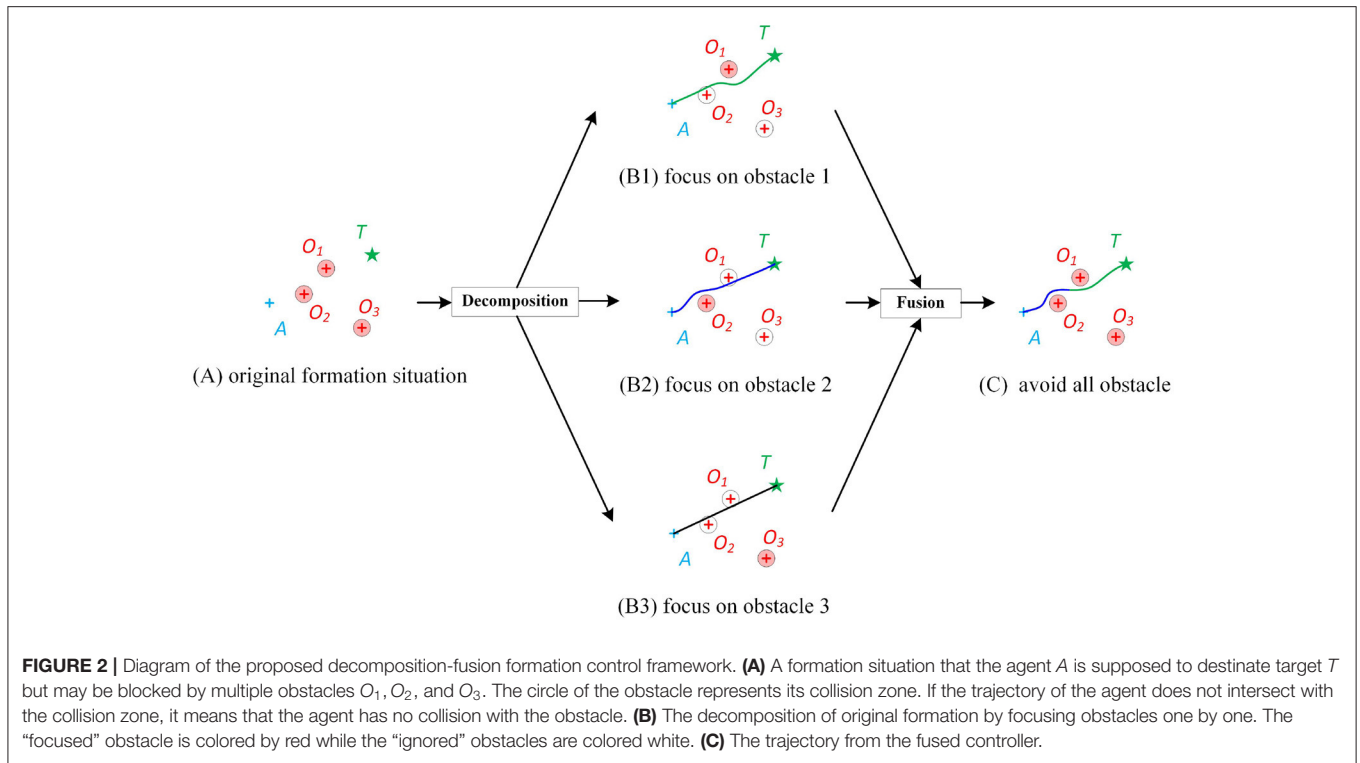 T
O1
O2
O3
A
(B1) focus on obstacle 1
T
O1
O2
O3
A
(A) original formation situation
Decomposition
T
O1
O2
O3
A
(B2) focus on obstacle 2
Fusion
T
O1
O2
O3
A
(C) avoid all obstacle
T
O1
O2
O3
A
(B3) focus on obstacle 3
FIGURE 2 | Diagram of the proposed decomposition-fusion formation control framework. (A) A formation situation that the agent A is supposed to destinate target T
but may be blocked by multiple obstacles O1, O2, and O3. The circle of the obstacle represents its collision zone. If the trajectory of the agent does not intersect with
the collision zone, it means that the agent has no collision with the obstacle. (B) The decomposition of original formation by focusing obstacles one by one. The
“focused” obstacle is colored by red while the “ignored” obstacles are colored white. (C) The trajectory from the fused controller.